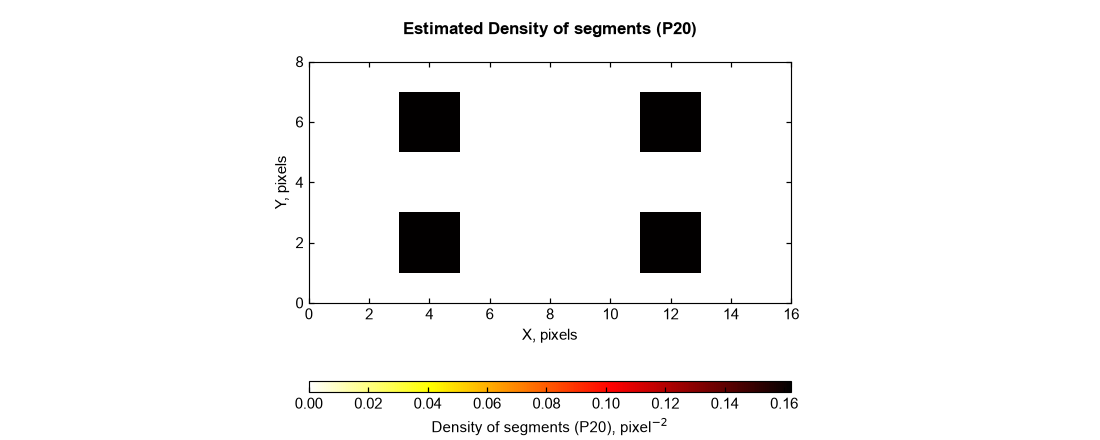 Estimated Density of segments (P20)
8
6
4
2
0
Y, pixels
0 2 4 6 8 10 12 14 16
X, pixels
0.00 0.02 0.04 0.06 0.08 0.10 0.12 0.14 0.16
Density of segments (P20), pixel⁻²